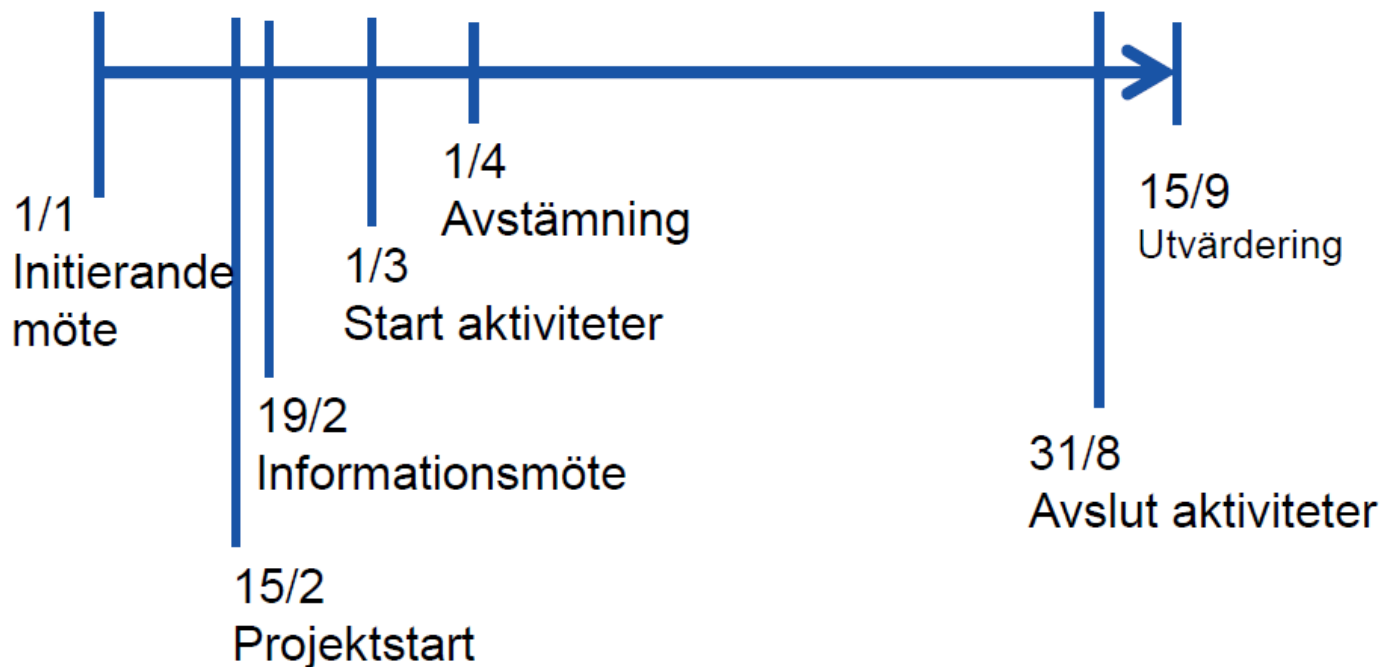 1/1
Initierande
möte
15/2
Projektstart
19/2
Informationsmöte
1/3
Start aktiviteter
1/4
Avstämning
31/8
Avslut aktiviteter
15/9
Utvärdering